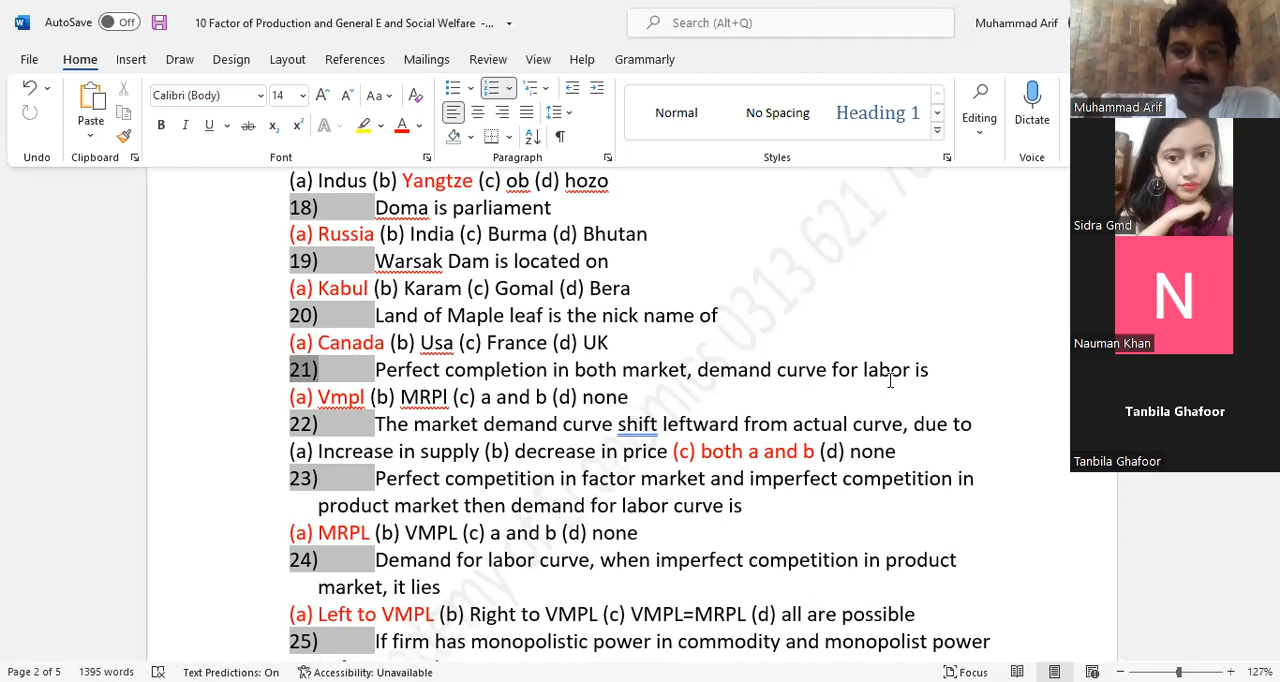 AutoSave Off 10 Factor of Production and General E and Social Welfare -... Search (Alt+Q) Muhammad Arif
File Home Insert Draw Design Layout References Mailings Review View Help Grammarly
Calibri (Body) 14 Aa Normal No Spacing Heading 1
Paste Editing Dictate
Undo Clipboard Font Paragraph Styles Voice
(a) Indus (b) Yangtze (c) ob (d) hozo
18) Doma is parliament
(a) Russia (b) India (c) Burma (d) Bhutan
19) Warsak Dam is located on
(a) Kabul (b) Karam (c) Gomal (d) Bera
20) Land of Maple leaf is the nick name of
(a) Canada (b) Usa (c) France (d) UK
21) Perfect completion in both market, demand curve for labor is
(a) Vmpl (b) MRPl (c) a and b (d) none
22) The market demand curve shift leftward from actual curve, due to
(a) Increase in supply (b) decrease in price (c) both a and b (d) none
23) Perfect competition in factor market and imperfect competition in
product market then demand for labor curve is
(a) MRPL (b) VMPL (c) a and b (d) none
24) Demand for labor curve, when imperfect competition in product
market, it lies
(a) Left to VMPL (b) Right to VMPL (c) VMPL=MRPL (d) all are possible
25) If firm has monopolistic power in commodity and monopolist power
Muhammad Arif
Sidra Gmd
N
Nauman Khan
Tanbila Ghafoor
Tanbila Ghafoor
Page 2 of 5 1395 words Text Predictions: On Accessibility: Unavailable Focus 127%